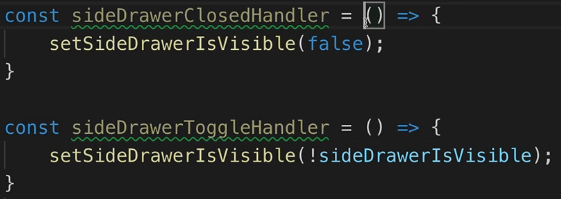 const sideDrawerClosedHandler = () => {
    setSideDrawerIsVisible(false);
}

const sideDrawerToggleHandler = () => {
    setSideDrawerIsVisible(!sideDrawerIsVisible);
}